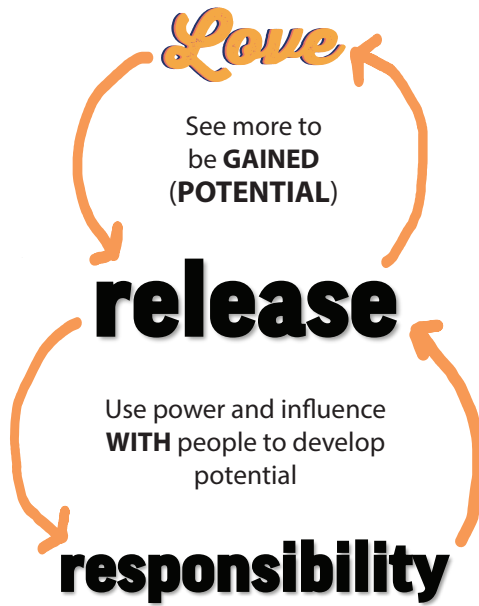 Love
See more to
be GAINED
(POTENTIAL)
release
Use power and influence
WITH people to develop
potential
responsibility